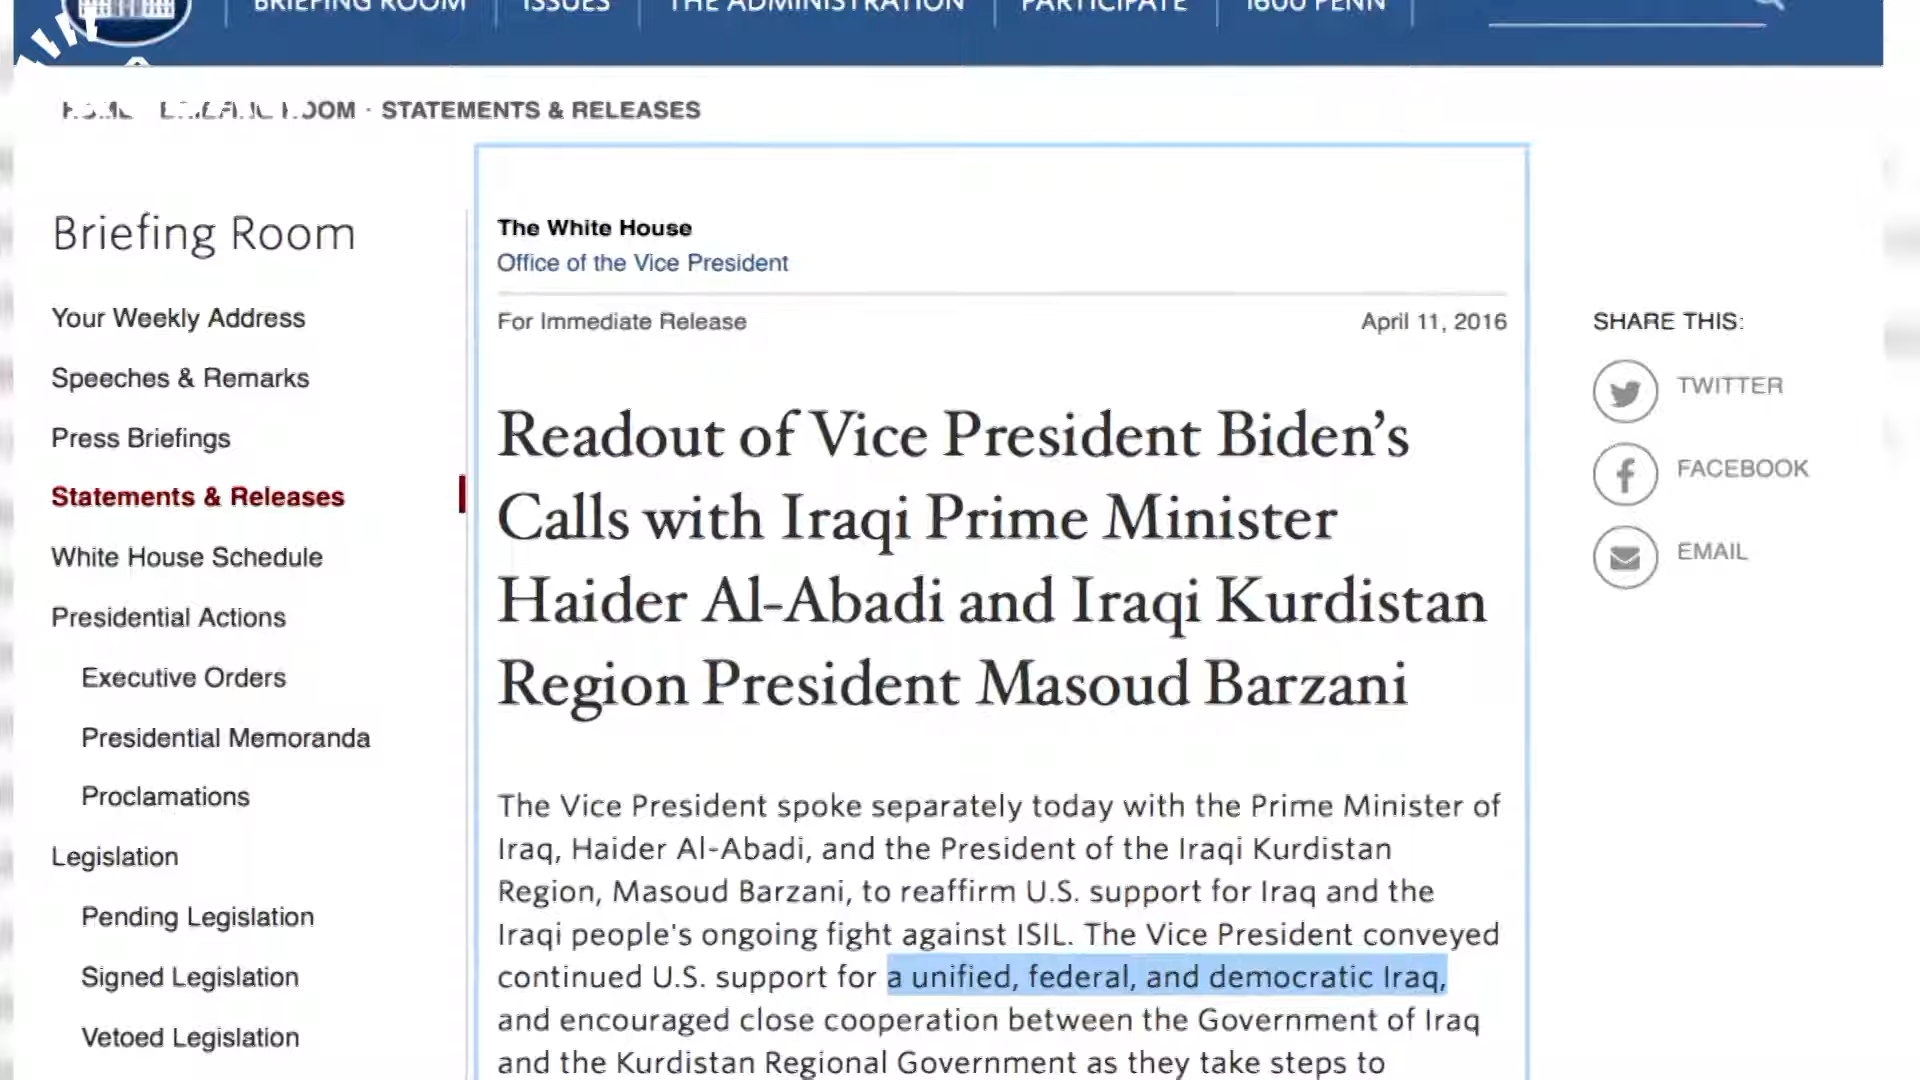 BRIEFING ROOM
ISSUES
THE ADMINISTRATION
PARTICIPATE
1600 PENN
ROOM · STATEMENTS & RELEASES
Briefing Room
Your Weekly Address
Speeches & Remarks
Press Briefings
Statements & Releases
White House Schedule
Presidential Actions
Executive Orders
Presidential Memoranda
Proclamations
Legislation
Pending Legislation
Signed Legislation
Vetoed Legislation
The White House
Office of the Vice President
For Immediate Release
April 11, 2016
Readout of Vice President Biden’s
Calls with Iraqi Prime Minister
Haider Al-Abadi and Iraqi Kurdistan
Region President Masoud Barzani
The Vice President spoke separately today with the Prime Minister of
Iraq, Haider Al-Abadi, and the President of the Iraqi Kurdistan
Region, Masoud Barzani, to reaffirm U.S. support for Iraq and the
Iraqi people's ongoing fight against ISIL. The Vice President conveyed
continued U.S. support for a unified, federal, and democratic Iraq,
and encouraged close cooperation between the Government of Iraq
and the Kurdistan Regional Government as they take steps to
SHARE THIS:
TWITTER
FACEBOOK
EMAIL